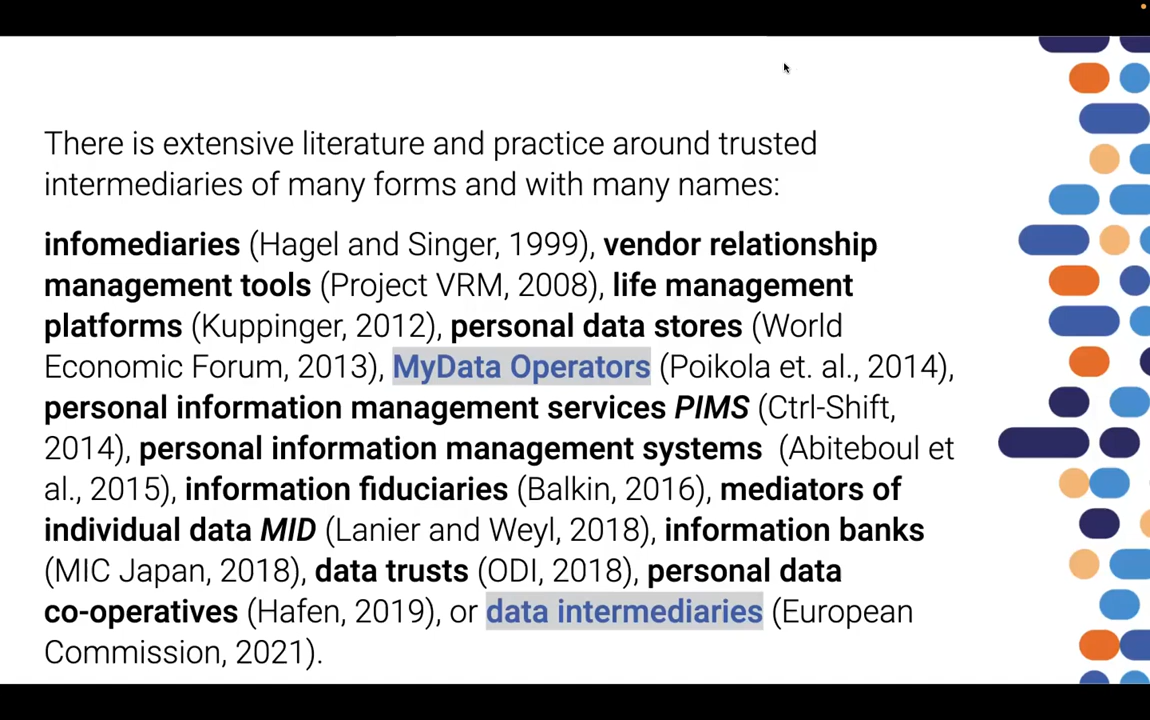 There is extensive literature and practice around trusted
intermediaries of many forms and with many names:
infomediaries (Hagel and Singer, 1999), vendor relationship
management tools (Project VRM, 2008), life management
platforms (Kuppinger, 2012), personal data stores (World
Economic Forum, 2013), MyData Operators (Poikola et. al., 2014),
personal information management services PIMS (Ctrl-Shift,
2014), personal information management systems (Abiteboul et
al., 2015), information fiduciaries (Balkin, 2016), mediators of
individual data MID (Lanier and Weyl, 2018), information banks
(MIC Japan, 2018), data trusts (ODI, 2018), personal data
co-operatives (Hafen, 2019), or data intermediaries (European
Commission, 2021).